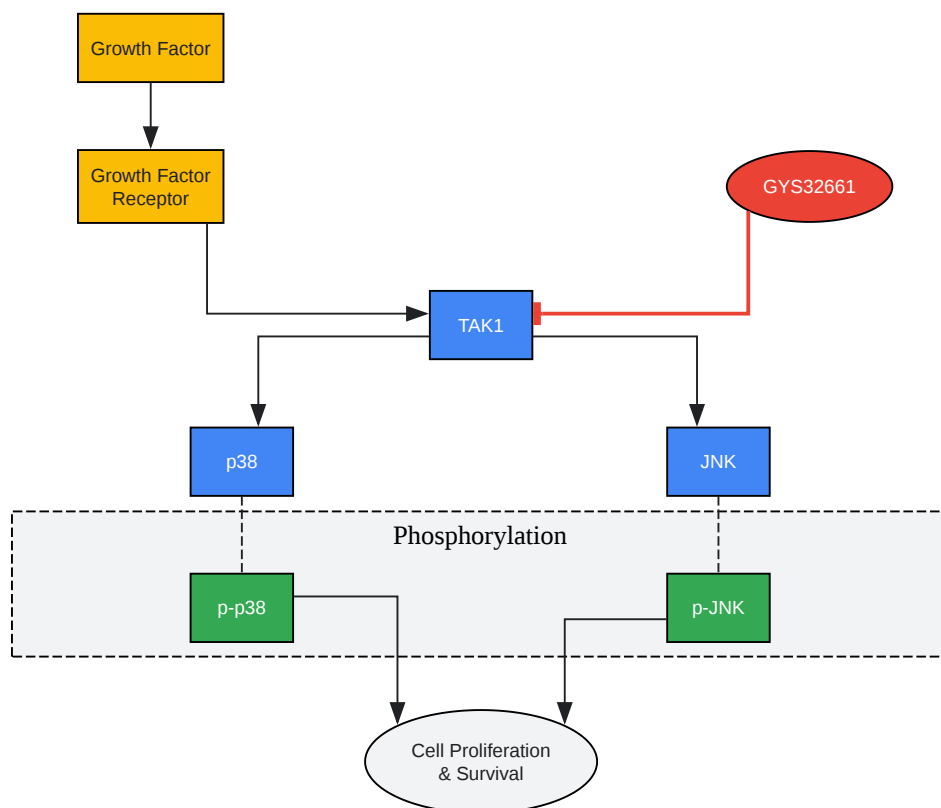 Growth Factor
Growth Factor
Receptor
GYS32661
TAK1
p38
JNK
Phosphorylation
p-p38
p-JNK
Cell Proliferation
& Survival